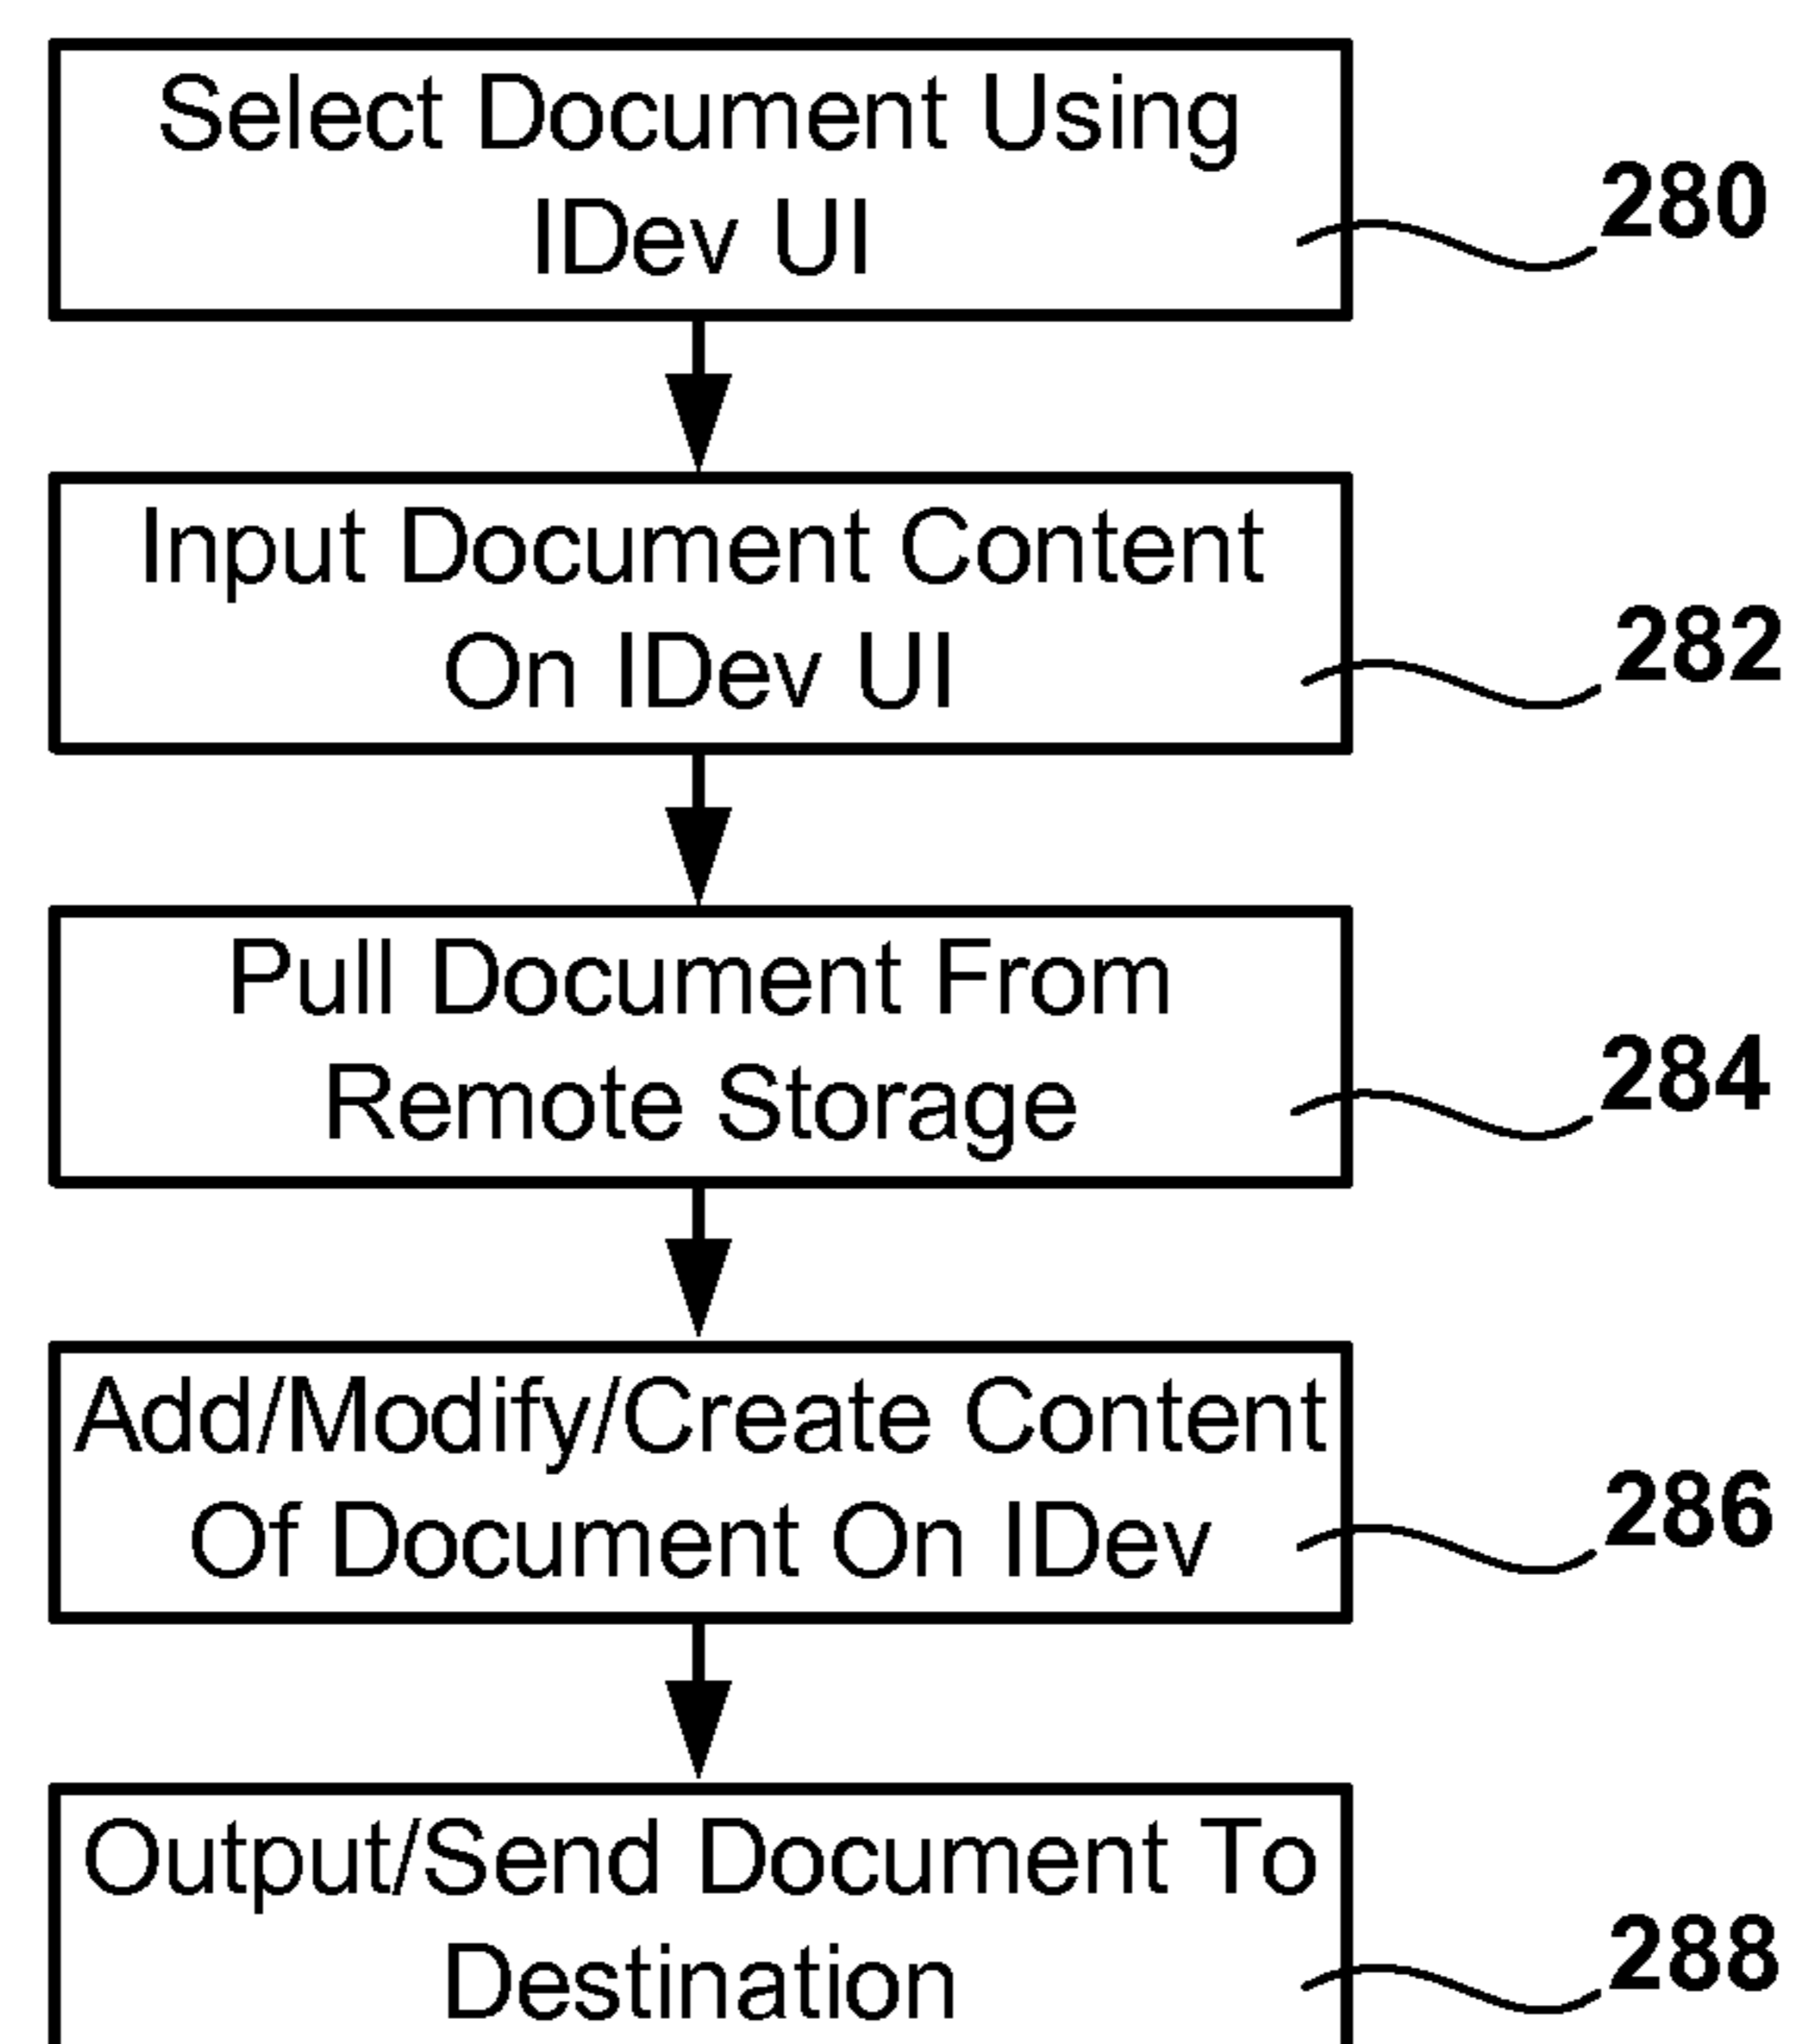 Select Document Using
IDev UI
280
Input Document Content
On IDev UI
282
Pull Document From
Remote Storage
284
Add/Modify/Create Content
Of Document On IDev
286
Output/Send Document To
Destination
288